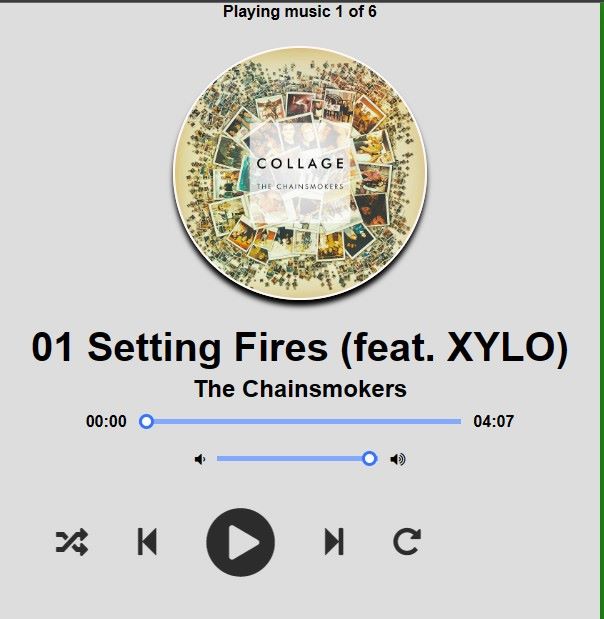 Playing music 1 of 6
COLLAGE
THE CHAINSMOKERS
01 Setting Fires (feat. XYLO)
The Chainsmokers
00:00 04:07